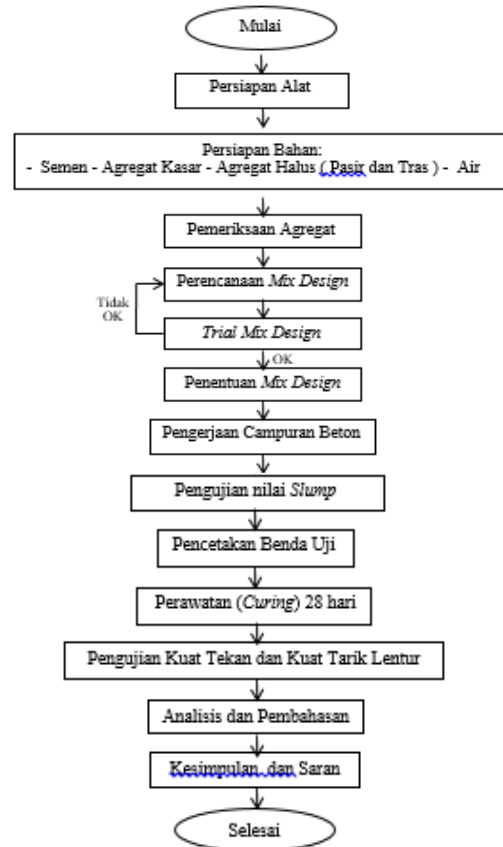 Mulai
Persiapan Alat
Persiapan Bahan:
- Semen - Agregat Kasar - Agregat Halus ( Pasir dan Tras ) - Air
Pemeriksaan Agregat
Perencanaan Mix Design
Tidak
OK
Trial Mix Design
OK
Penentuan Mix Design
Pengerjaan Campuran Beton
Pengujian nilai Slump
Pencetakan Benda Uji
Perawatan (Curing) 28 hari
Pengujian Kuat Tekan dan Kuat Tarik Lentur
Analisis dan Pembahasan
Kesimpulan dan Saran
Selesai